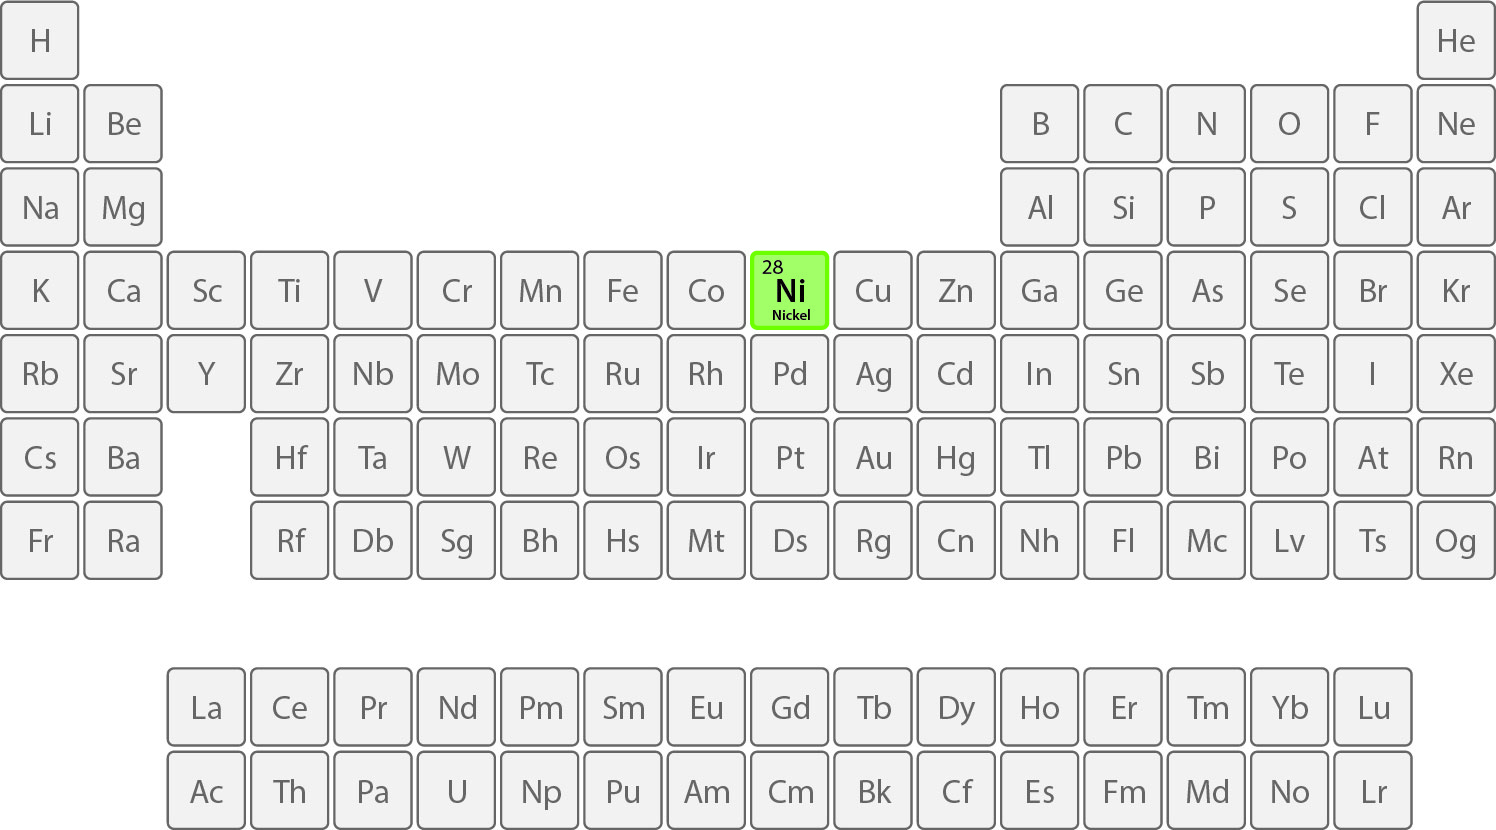 H He
Li Be B C N O F Ne
Na Mg Al Si P S Cl Ar
K Ca Sc Ti V Cr Mn Fe Co 28 Ni Nickel Cu Zn Ga Ge As Se Br Kr
Rb Sr Y Zr Nb Mo Tc Ru Rh Pd Ag Cd In Sn Sb Te I Xe
Cs Ba Hf Ta W Re Os Ir Pt Au Hg Tl Pb Bi Po At Rn
Fr Ra Rf Db Sg Bh Hs Mt Ds Rg Cn Nh Fl Mc Lv Ts Og
La Ce Pr Nd Pm Sm Eu Gd Tb Dy Ho Er Tm Yb Lu
Ac Th Pa U Np Pu Am Cm Bk Cf Es Fm Md No Lr